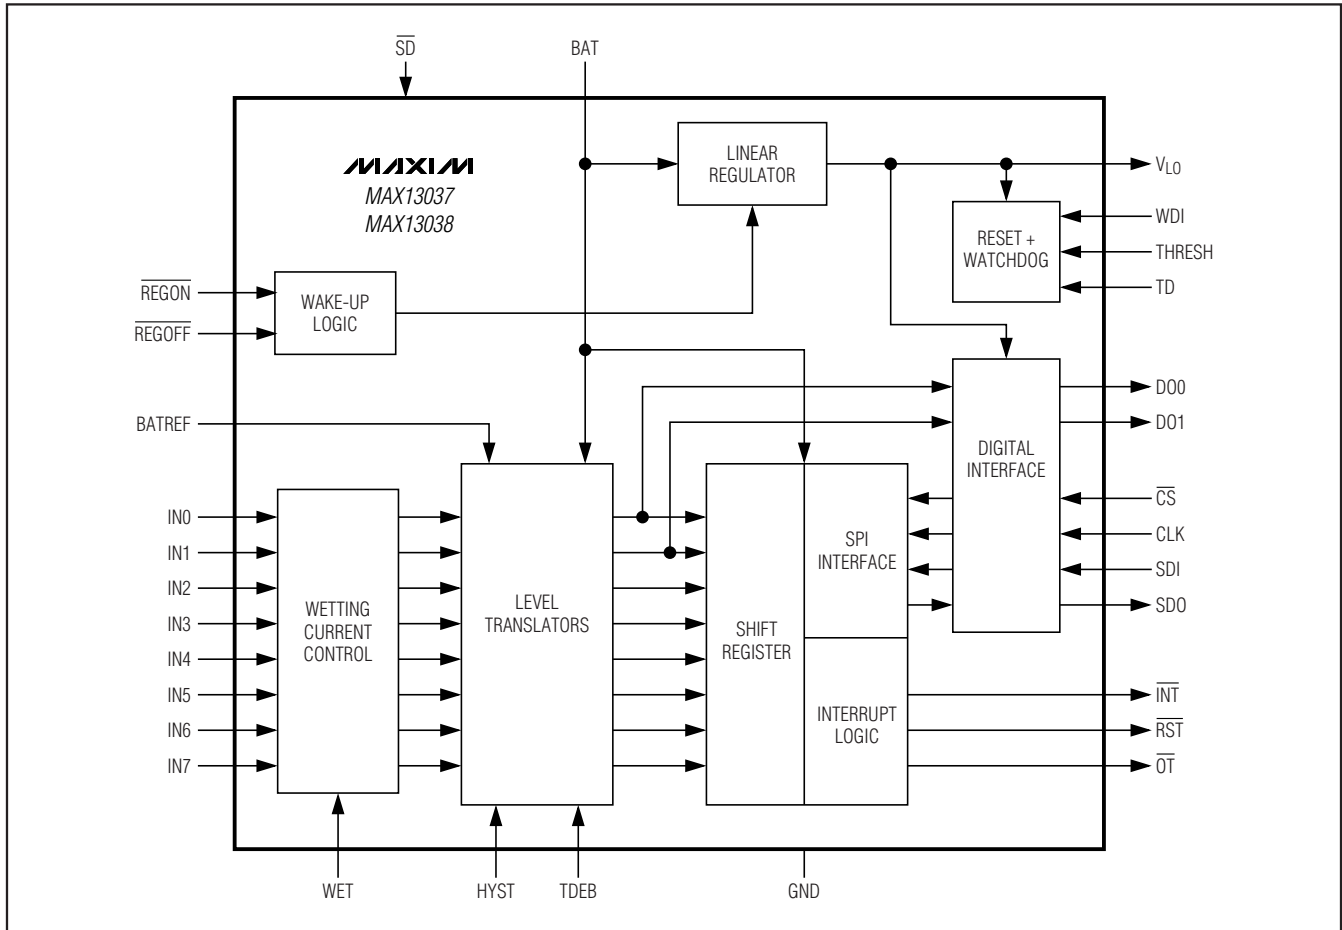 SD
BAT
MAXIM
MAX13037
MAX13038
LINEAR
REGULATOR
VLO
WDI
RESET +
WATCHDOG
THRESH
TD
REGON
REGOFF
WAKE-UP
LOGIC
BATREF
DO0
DO1
DIGITAL
INTERFACE
CS
CLK
SDI
SDO
IN0
IN1
IN2
IN3
IN4
IN5
IN6
IN7
WETTING
CURRENT
CONTROL
LEVEL
TRANSLATORS
SHIFT
REGISTER
SPI
INTERFACE
INTERRUPT
LOGIC
INT
RST
OT
WET
HYST
TDEB
GND